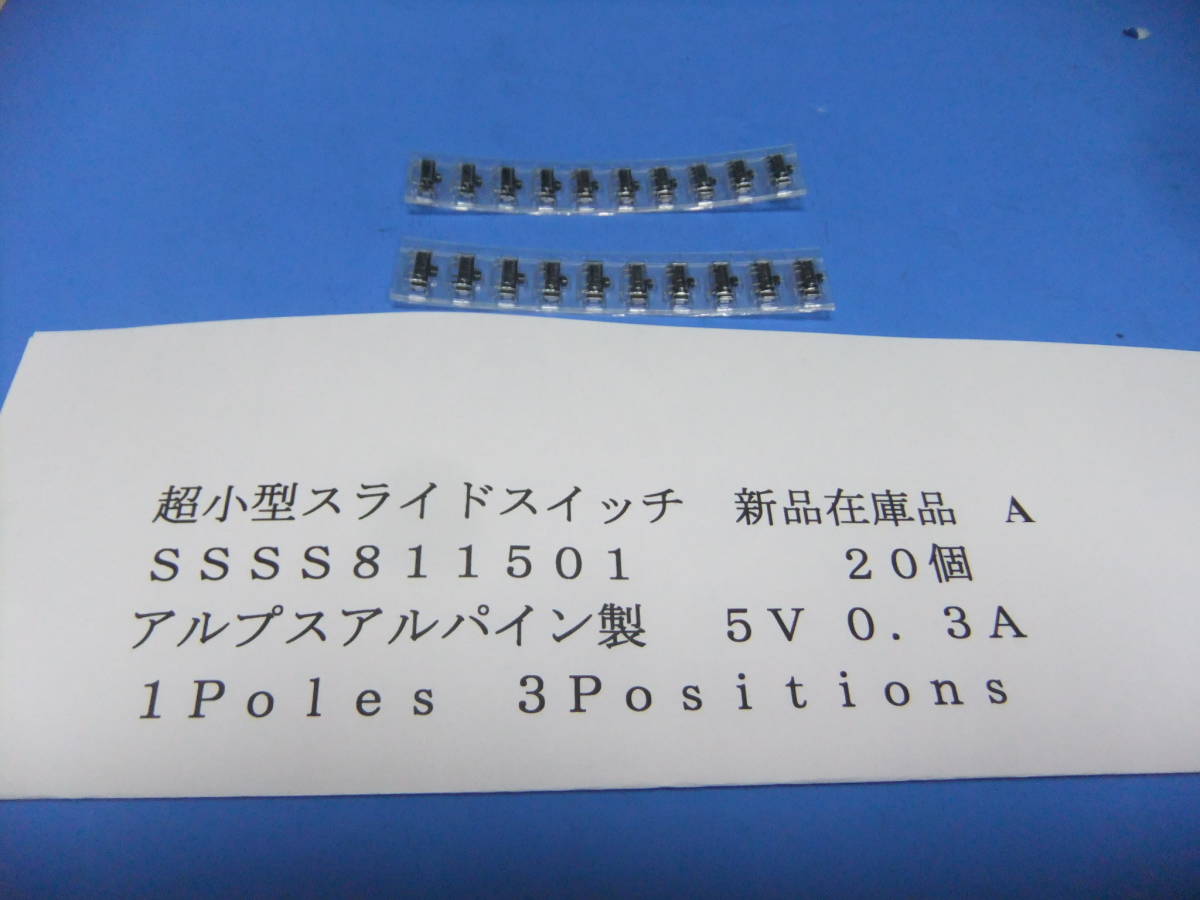 超小型スライドスイッチ　新品在庫品　A
ＳＳＳＳ８１１５０１　２０個
アルプスアルパイン製　５Ｖ ０．３Ａ
１Ｐｏｌｅｓ　３Ｐｏｓｉｔｉｏｎｓ